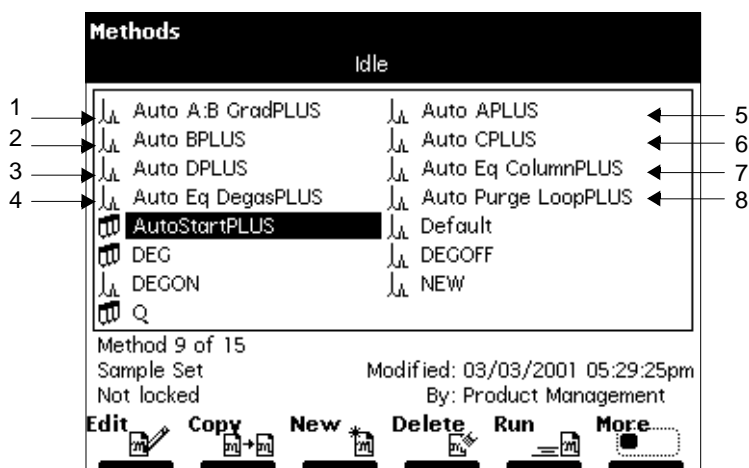 Methods
Idle
1 Auto A:B GradPLUS Auto APLUS 5
2 Auto BPLUS Auto CPLUS 6
3 Auto DPLUS Auto Eq ColumnPLUS 7
4 Auto Eq DegasPLUS Auto Purge LoopPLUS 8
AutoStartPLUS Default
DEG DEGOFF
DEGON NEW
Q
Method 9 of 15
Sample Set Modified: 03/03/2001 05:29:25pm
Not locked By: Product Management
Edit Copy New Delete Run More